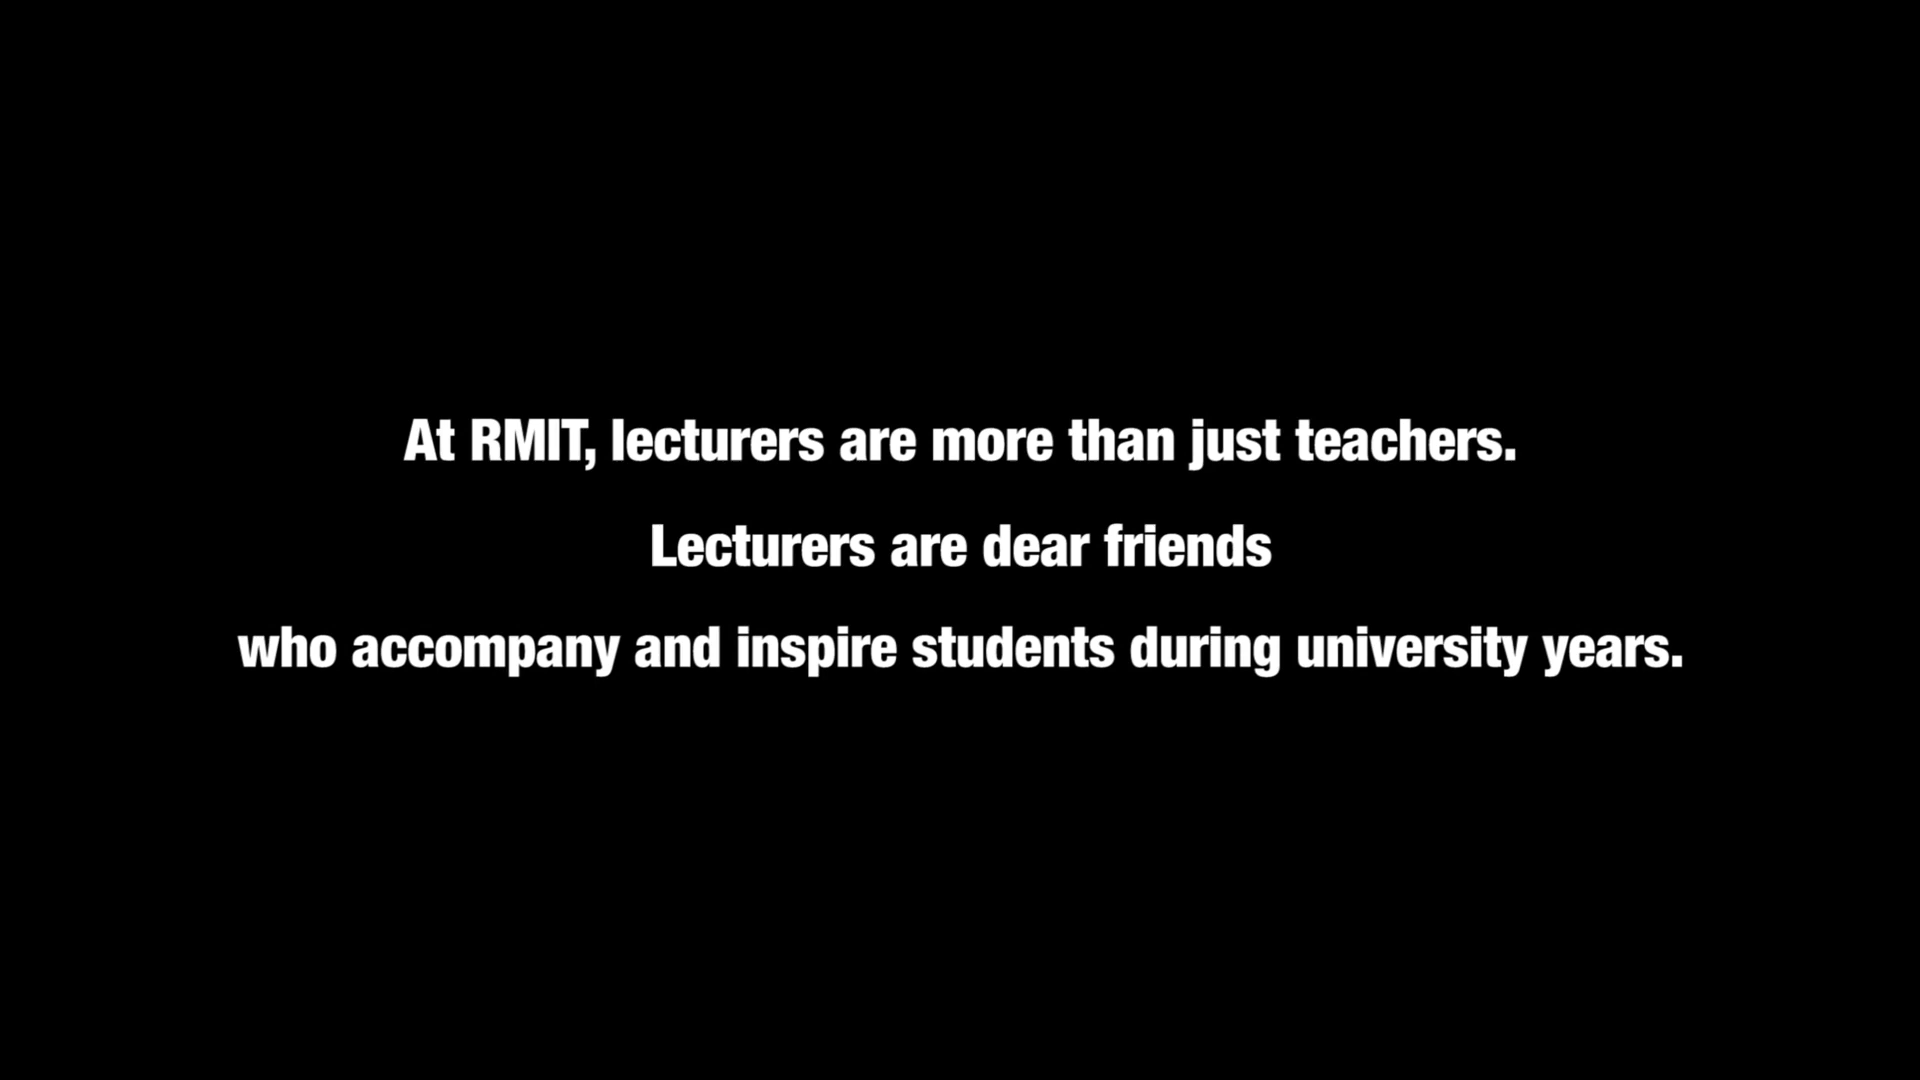 At RMIT, lecturers are more than just teachers.
Lecturers are dear friends
who accompany and inspire students during university years.